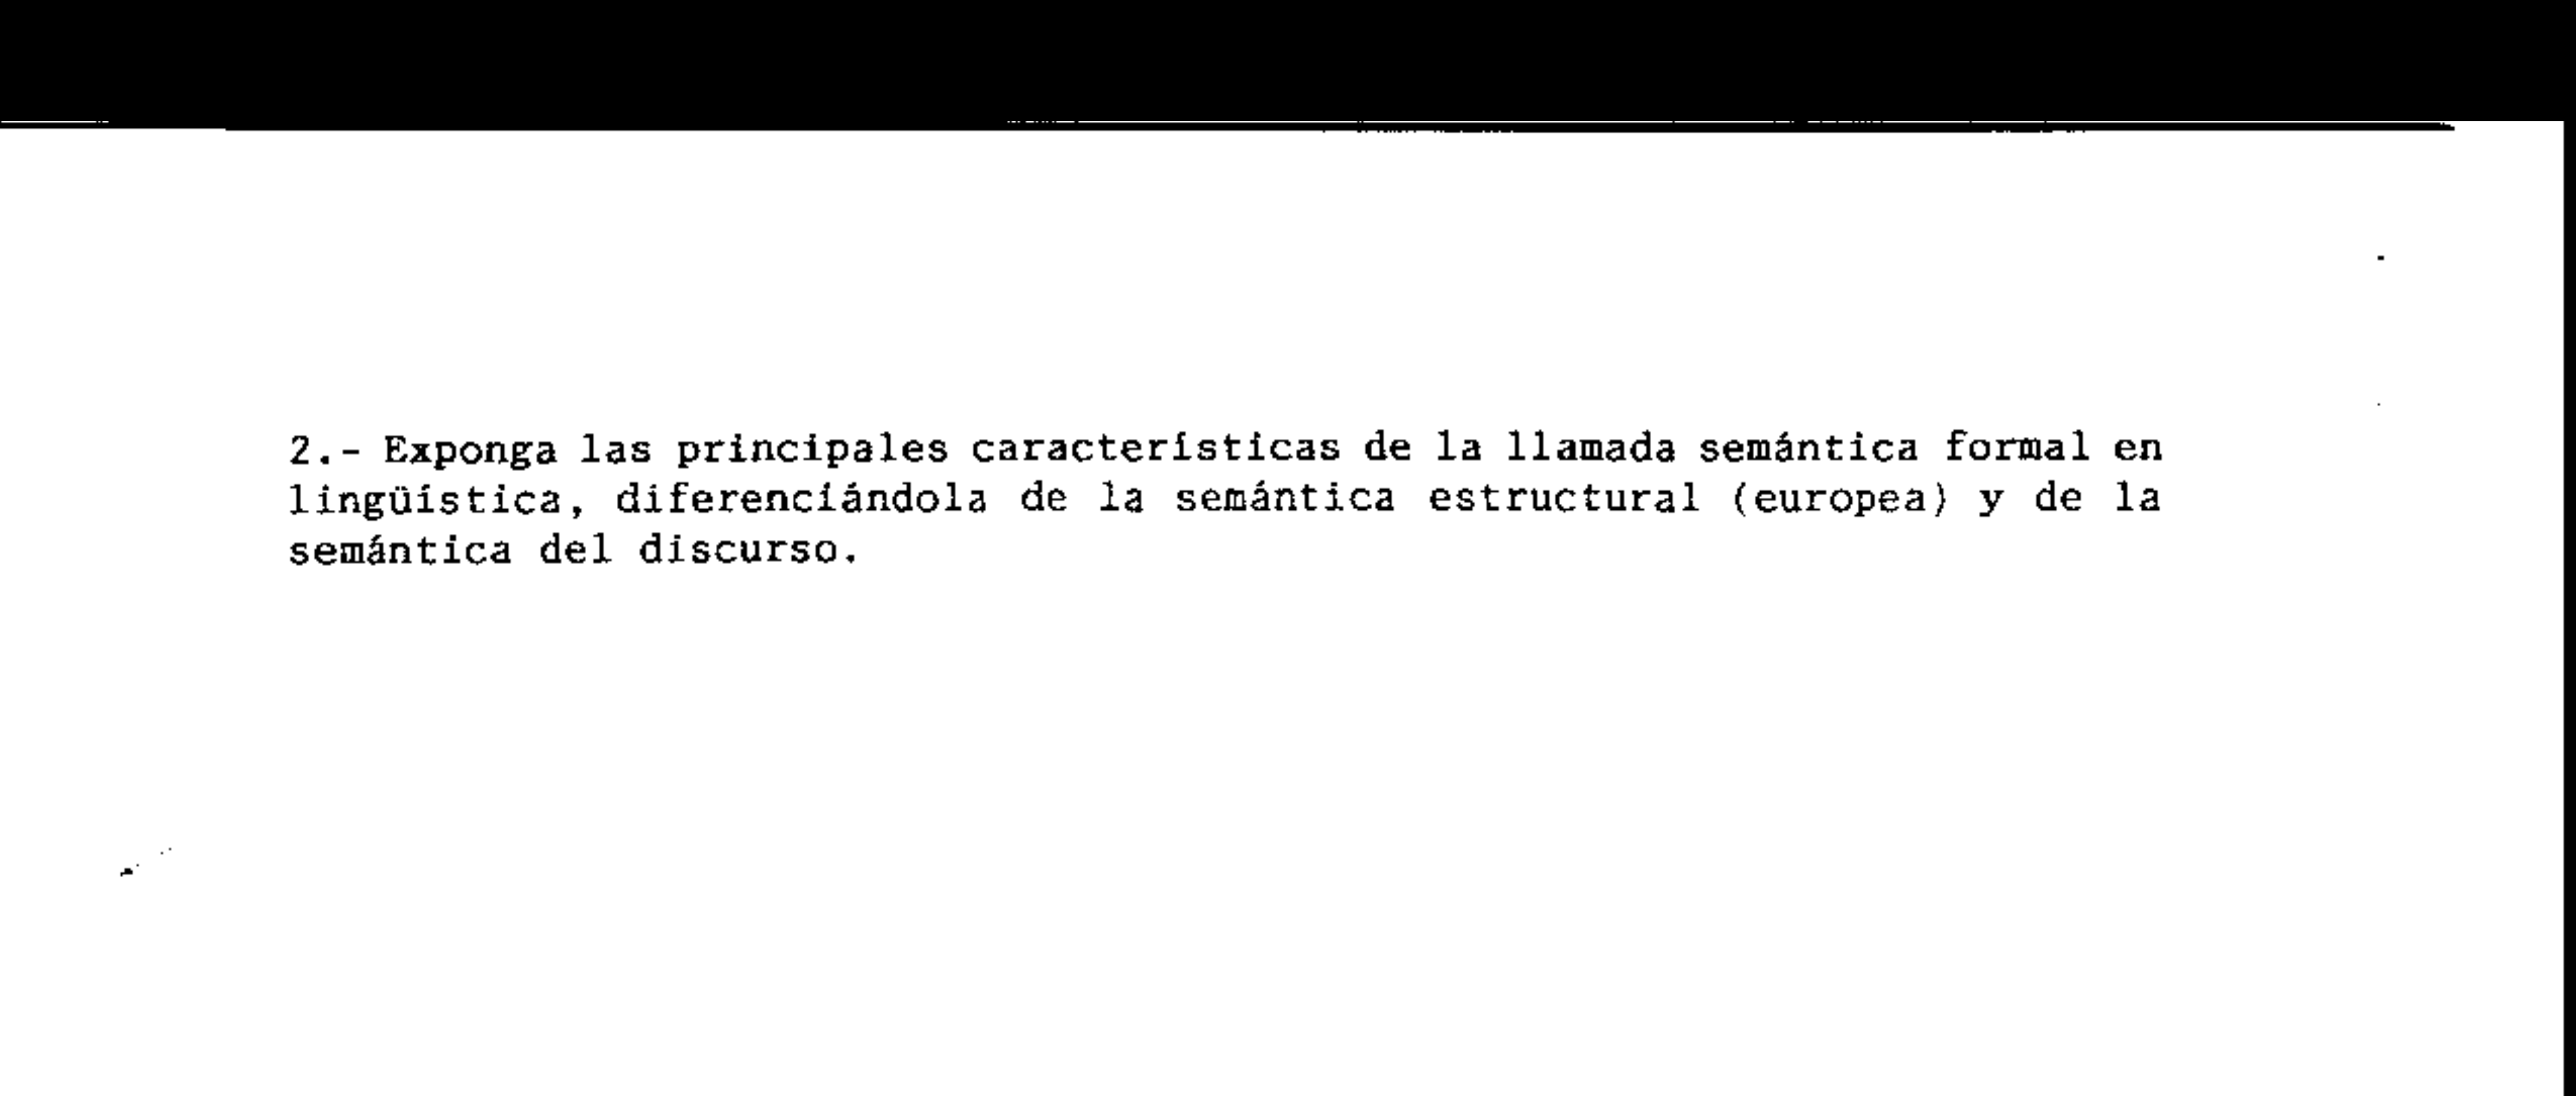 2.- Exponga las principales características de la llamada semántica formal en
lingüística, diferenciándola de la semántica estructural (europea) y de la
semántica del discurso.